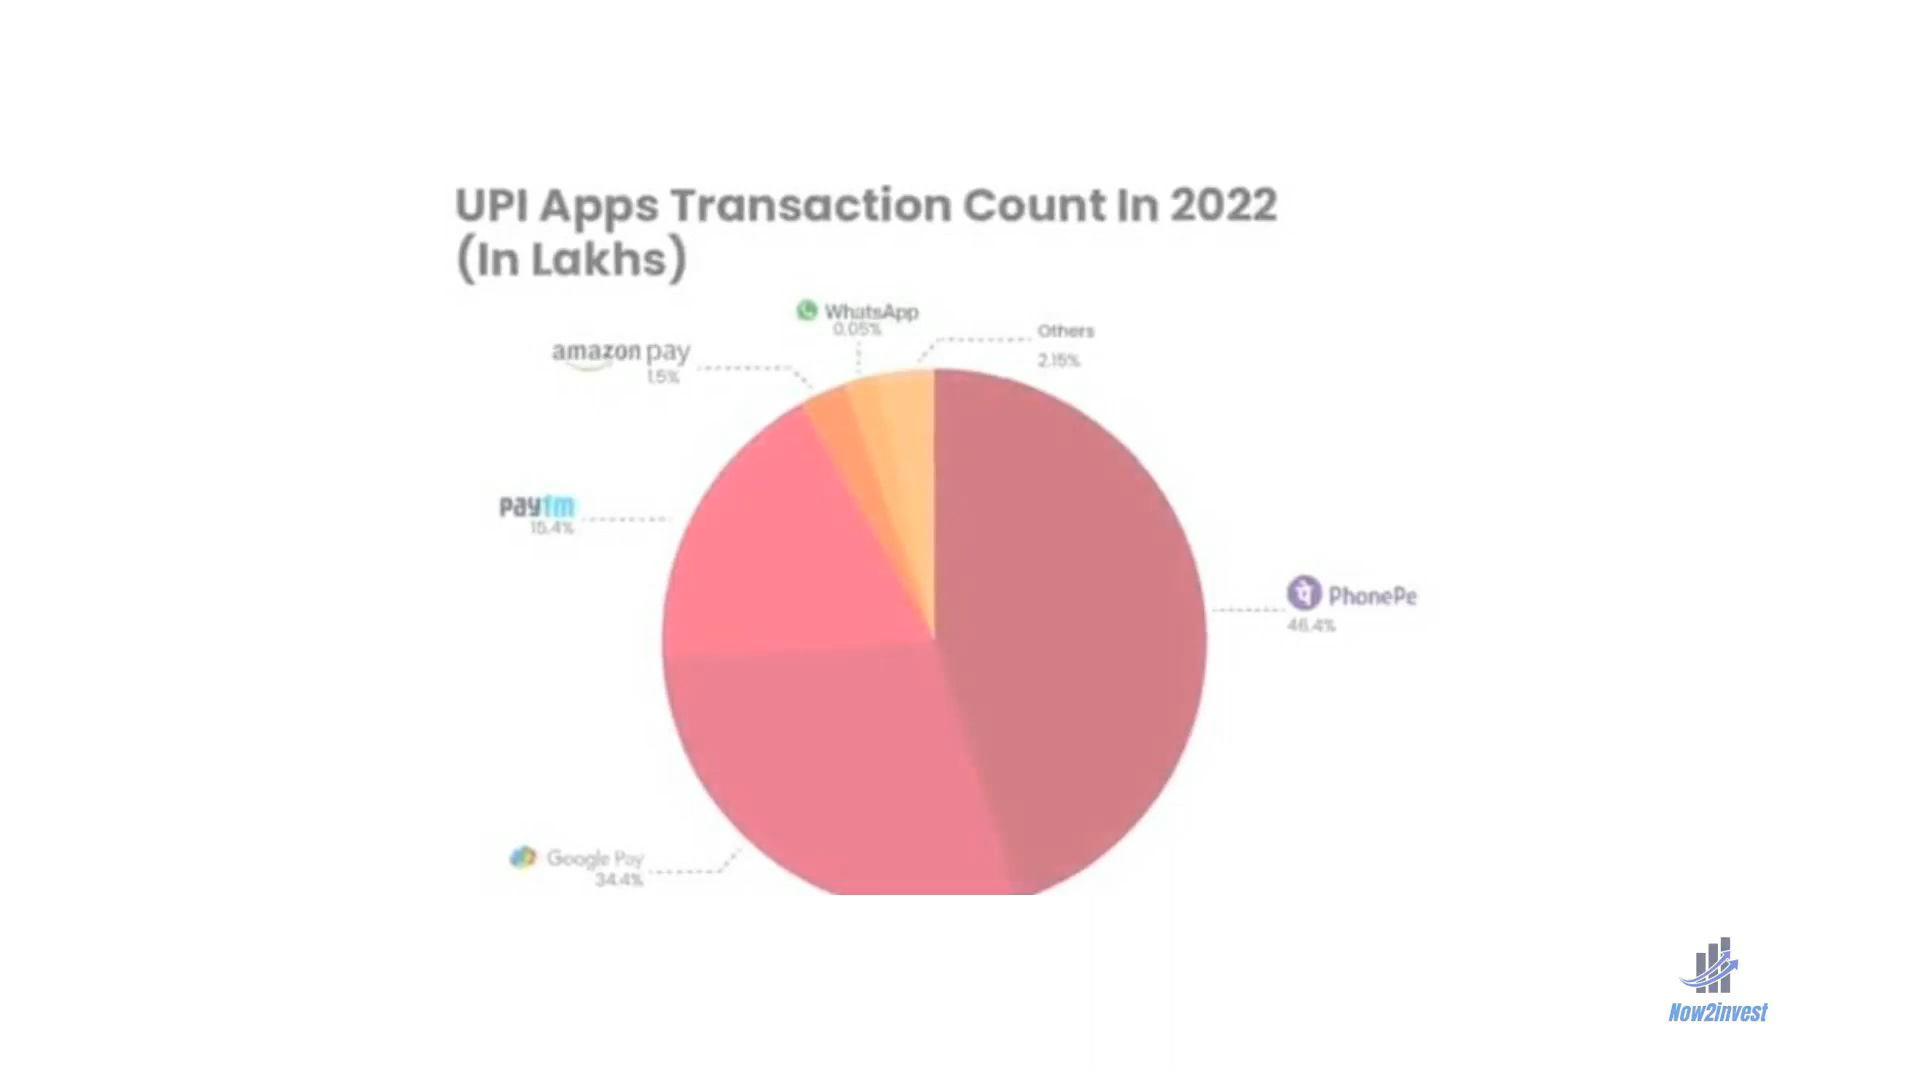 UPI Apps Transaction Count In 2022
(In Lakhs)
WhatsApp
0.05%
Others
2.15%
amazon pay
1.5%
paytm
15.4%
पे PhonePe
46.4%
Google Pay
34.4%
Now2invest